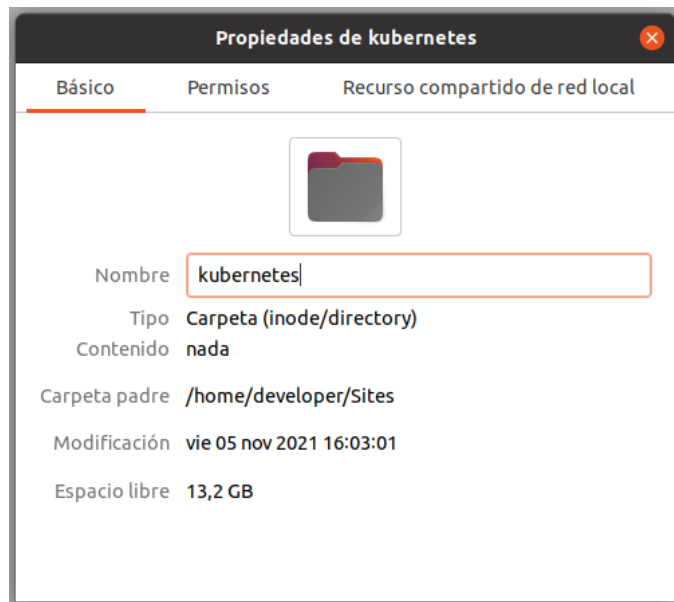 Propiedades de kubernetes
Básico Permisos Recurso compartido de red local
Nombre kubernetes
Tipo Carpeta (inode/directory)
Contenido nada
Carpeta padre /home/developer/Sites
Modificación vie 05 nov 2021 16:03:01
Espacio libre 13,2 GB